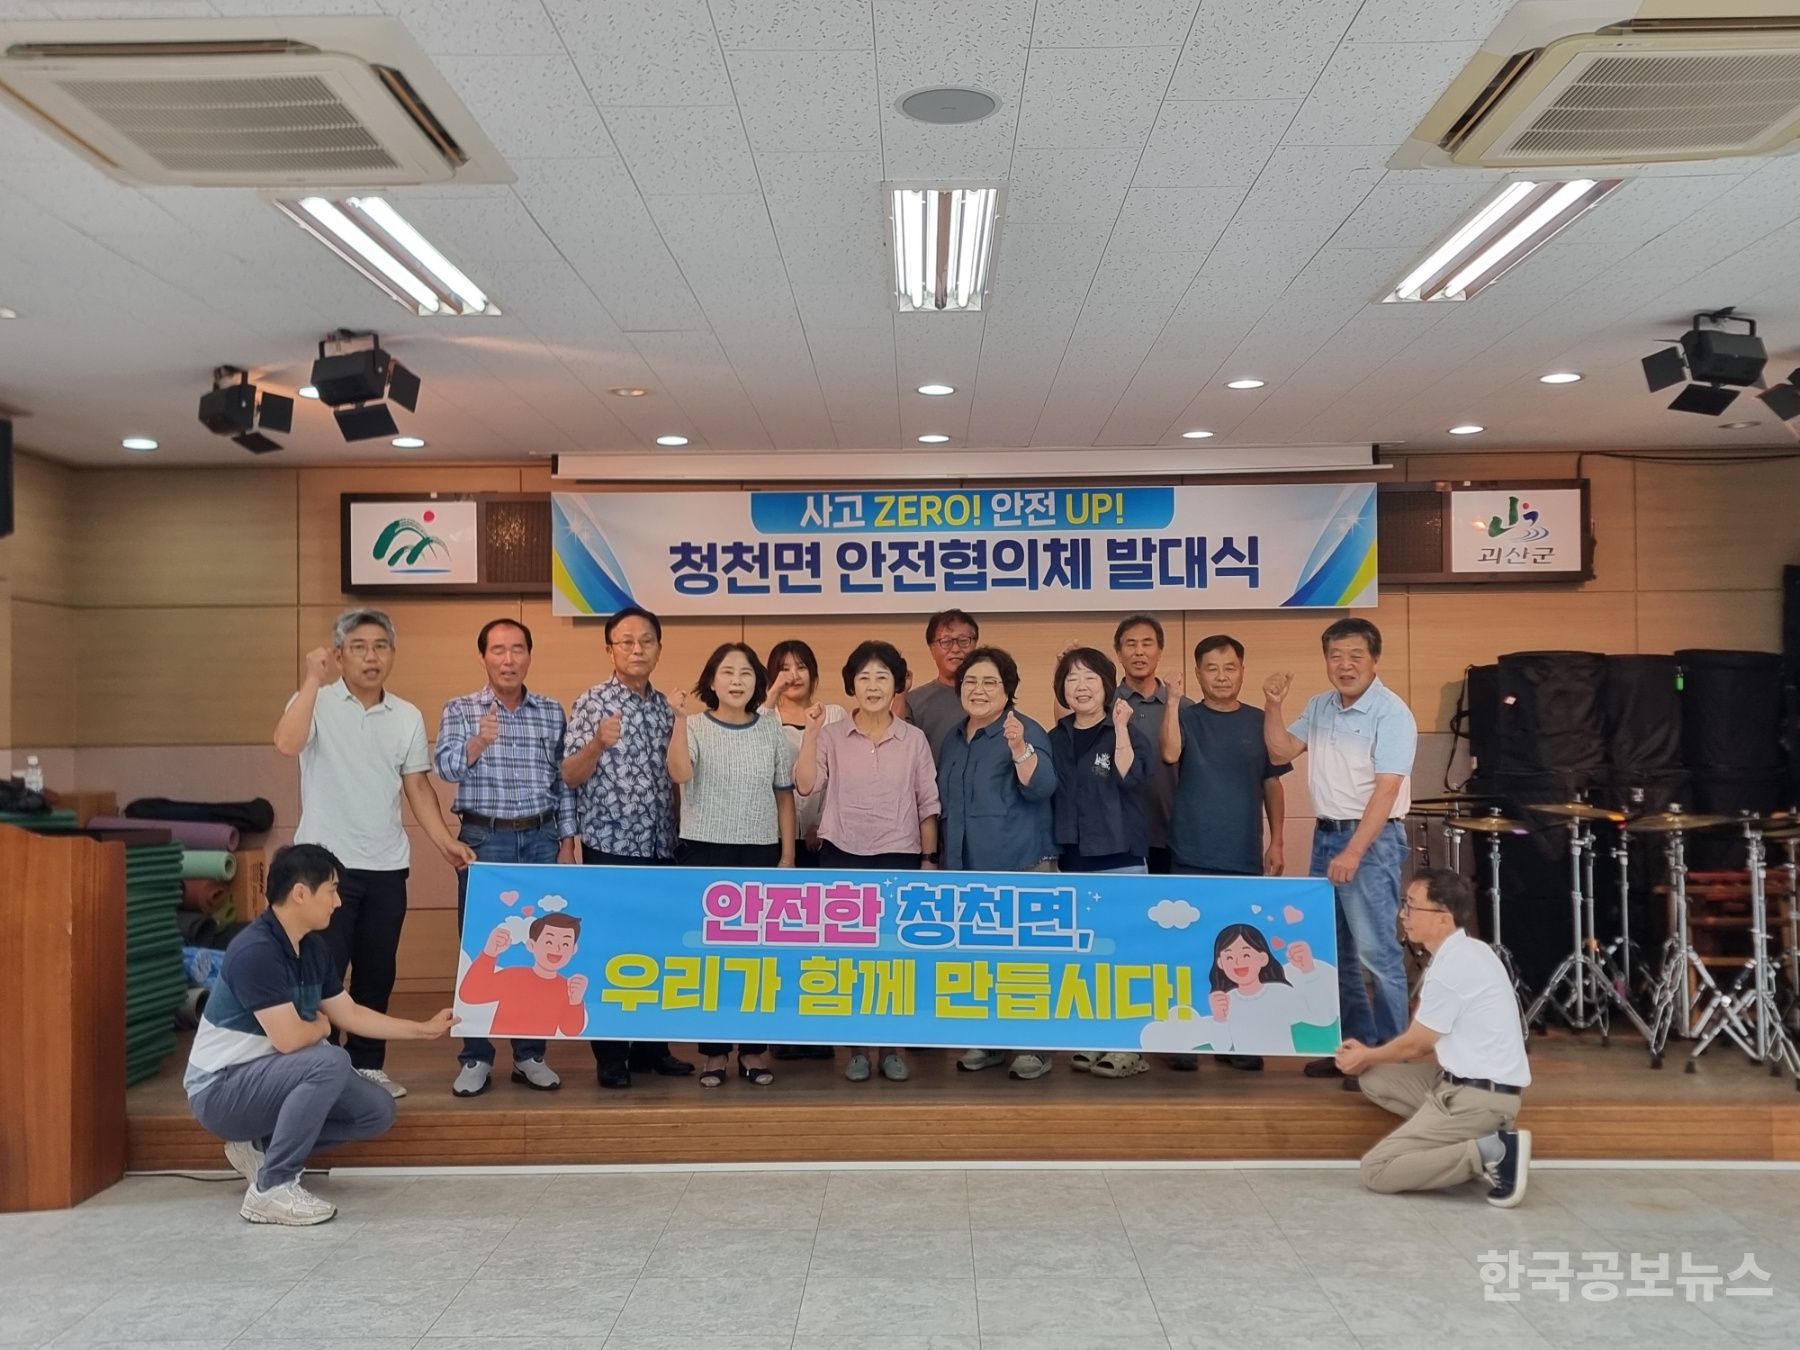 사고 ZERO! 안전 UP!
청천면 안전협의체 발대식
괴산군
안전한 청천면,
우리가 함께 만듭시다!
한국공보뉴스